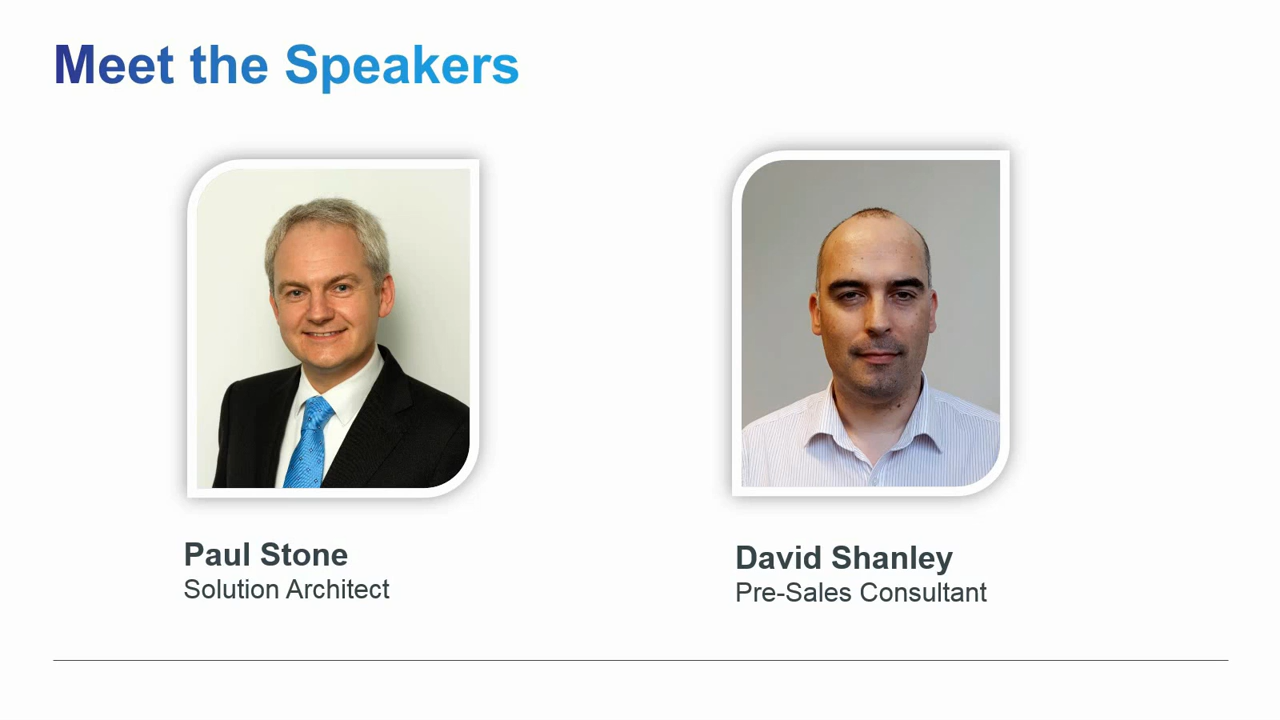 Meet the Speakers
Paul Stone
Solution Architect
David Shanley
Pre-Sales Consultant